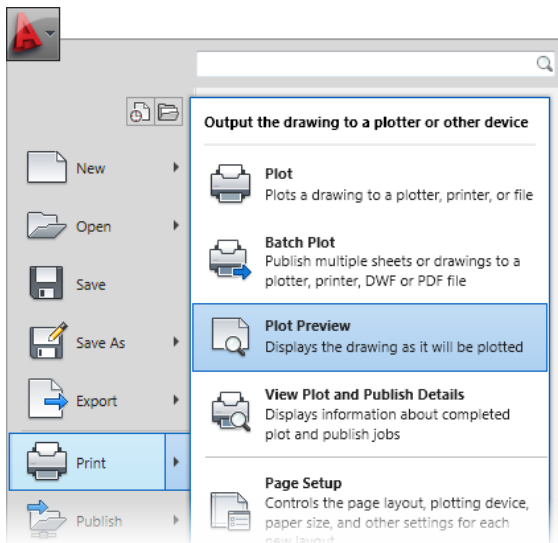 Output the drawing to a plotter or other device
New
Open
Save
Save As
Export
Print
Publish
Plot
Plots a drawing to a plotter, printer, or file
Batch Plot
Publish multiple sheets or drawings to a
plotter, printer, DWF or PDF file
Plot Preview
Displays the drawing as it will be plotted
View Plot and Publish Details
Displays information about completed
plot and publish jobs
Page Setup
Controls the page layout, plotting device,
paper size, and other settings for each
new layout